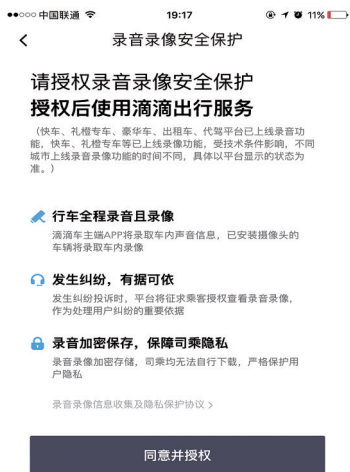 中国联通 19:17 11%
录音录像安全保护
请授权录音录像安全保护
授权后使用滴滴出行服务
（快车、礼橙专车、豪华车、出租车、代驾平台已上线录音功
能，快车、礼橙专车等已上线录像功能，受技术条件影响，不同
城市上线录音录像功能的时间不同，具体以平台显示的状态为
准。）
行车全程录音且录像
滴滴车主端APP将录取车内声音信息，已安装摄像头的
车辆将录取车内录像
发生纠纷，有据可依
发生纠纷投诉时，平台将征求乘客授权查看录音录像，
作为处理用户纠纷的重要依据
录音加密保存，保障司乘隐私
录音录像加密存储，司乘均无法自行下载，严格保护用
户隐私
录音录像信息收集及隐私保护协议 >
同意并授权